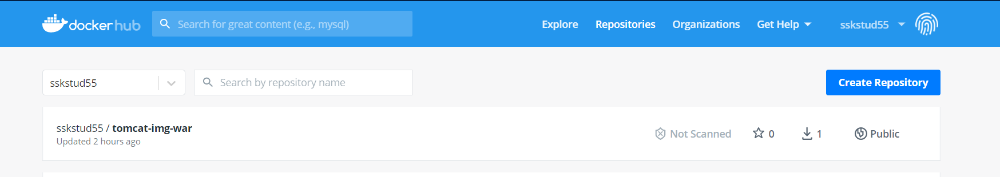 docker hub
Search for great content (e.g., mysql)
Explore
Repositories
Organizations
Get Help
sskstud55
sskstud55
Search by repository name
Create Repository
sskstud55 / tomcat-img-war
Updated 2 hours ago
Not Scanned
0
1
Public